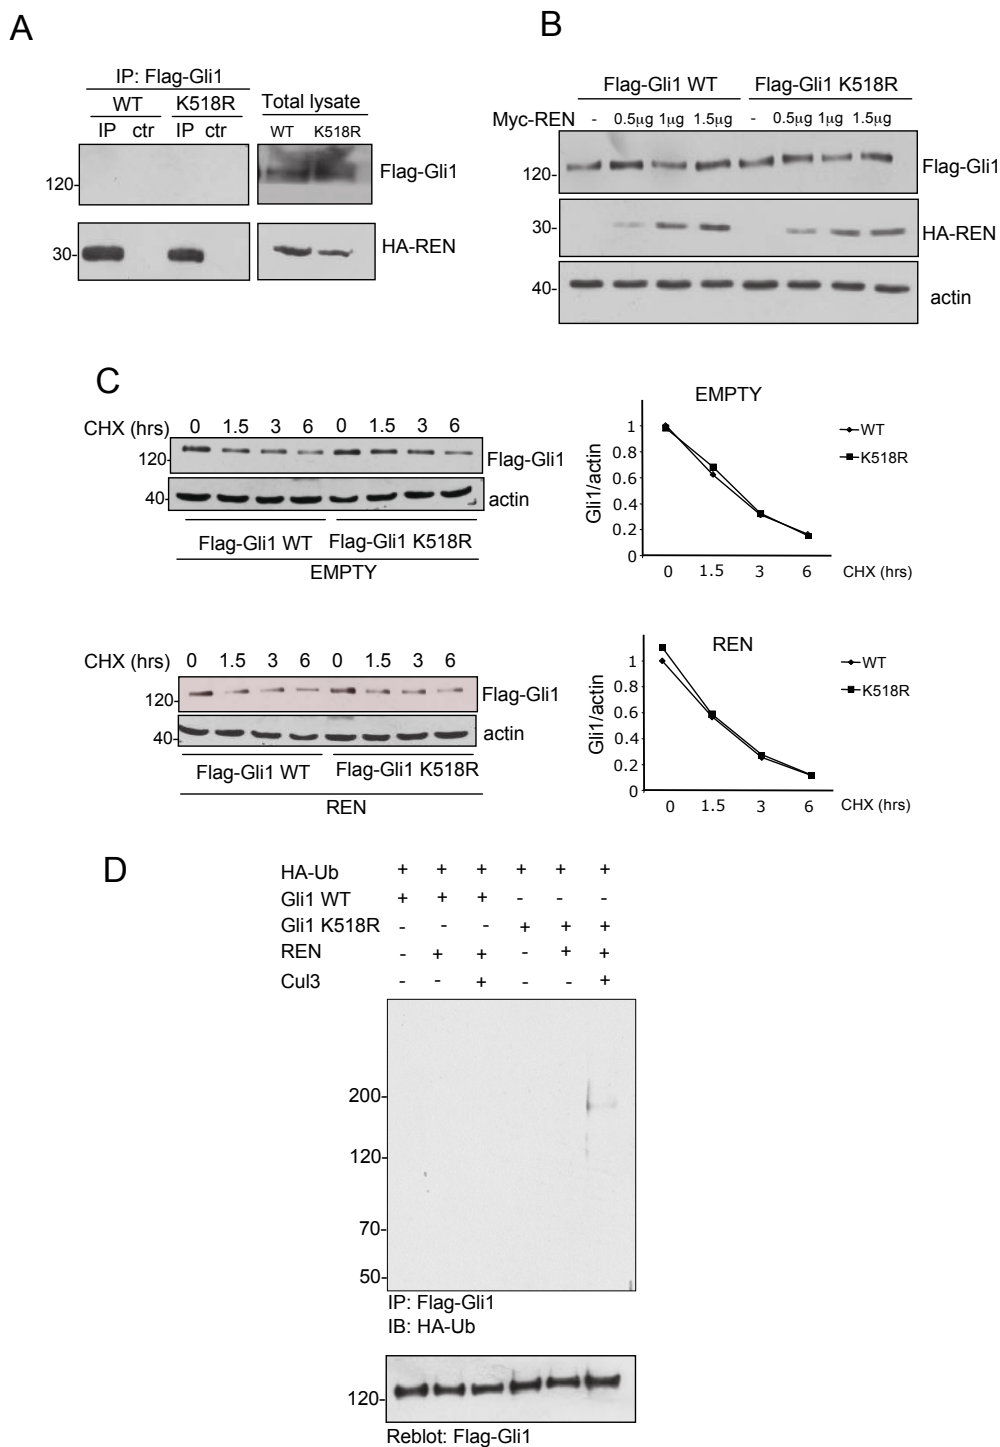 A
IP: Flag-Gli1
WT K518R Total lysate
IP ctr IP ctr WT K518R
120- Flag-Gli1
30- HA-REN
B
Flag-Gli1 WT Flag-Gli1 K518R
Myc-REN - 0.5µg 1µg 1.5µg - 0.5µg 1µg 1.5µg
120- Flag-Gli1
30- HA-REN
40- actin
C
CHX (hrs) 0 1.5 3 6 0 1.5 3 6
120- Flag-Gli1
40- actin
Flag-Gli1 WT Flag-Gli1 K518R
EMPTY
EMPTY
Gli1/actin
1
0.8
0.6
0.4
0.2
0
0 1.5 3 6 CHX (hrs)
WT
K518R
CHX (hrs) 0 1.5 3 6 0 1.5 3 6
120- Flag-Gli1
40- actin
Flag-Gli1 WT Flag-Gli1 K518R
REN
REN
Gli1/actin
1
0.8
0.6
0.4
0.2
0
0 1.5 3 6 CHX (hrs)
WT
K518R
D
HA-Ub + + + + + +
Gli1 WT + + + - - -
Gli1 K518R - - - + + +
REN - + + - + +
Cul3 - - + - - +
200-
120-
70-
50-
IP: Flag-Gli1
IB: HA-Ub
120-
Reblot: Flag-Gli1